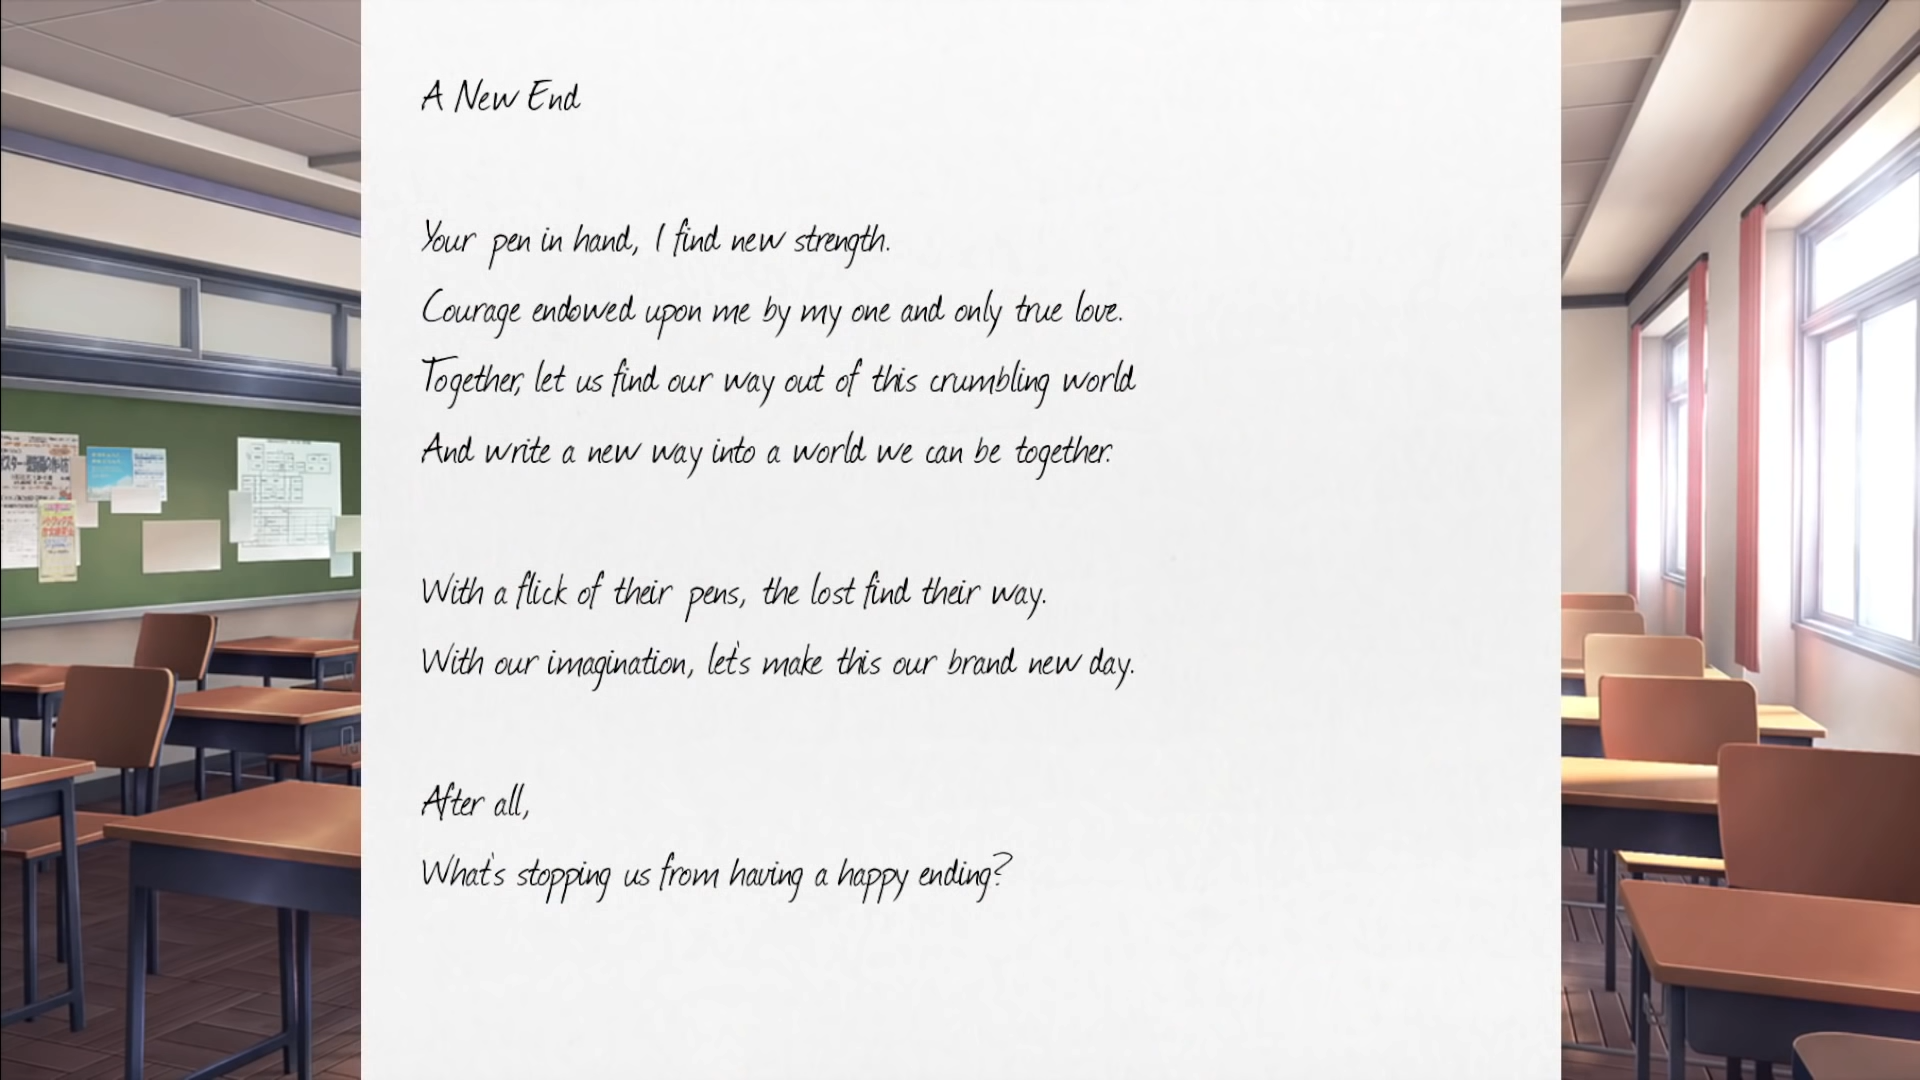 A New End
Your pen in hand, I find new strength.
Courage endowed upon me by my one and only true love.
Together, let us find our way out of this crumbling world
And write a new way into a world we can be together.
With a flick of their pens, the lost find their way.
With our imagination, let's make this our brand new day.
After all,
What's stopping us from having a happy ending?